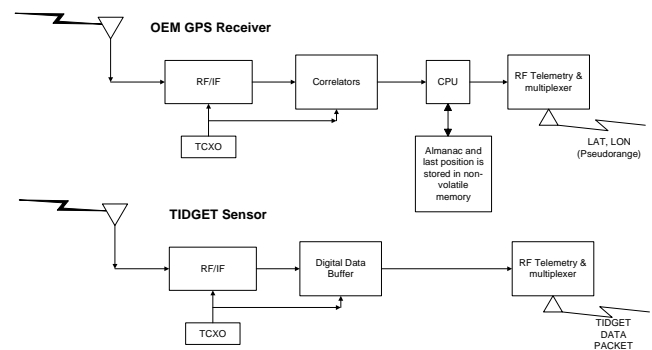 OEM GPS Receiver
RF/IF
Correlators
CPU
RF Telemetry &
multiplexer
TCXO
Almanac and
last position is
stored in non-
volatile
memory
LAT, LON
(Pseudorange)
TIDGET Sensor
RF/IF
Digital Data
Buffer
RF Telemetry &
multiplexer
TCXO
TIDGET
DATA
PACKET